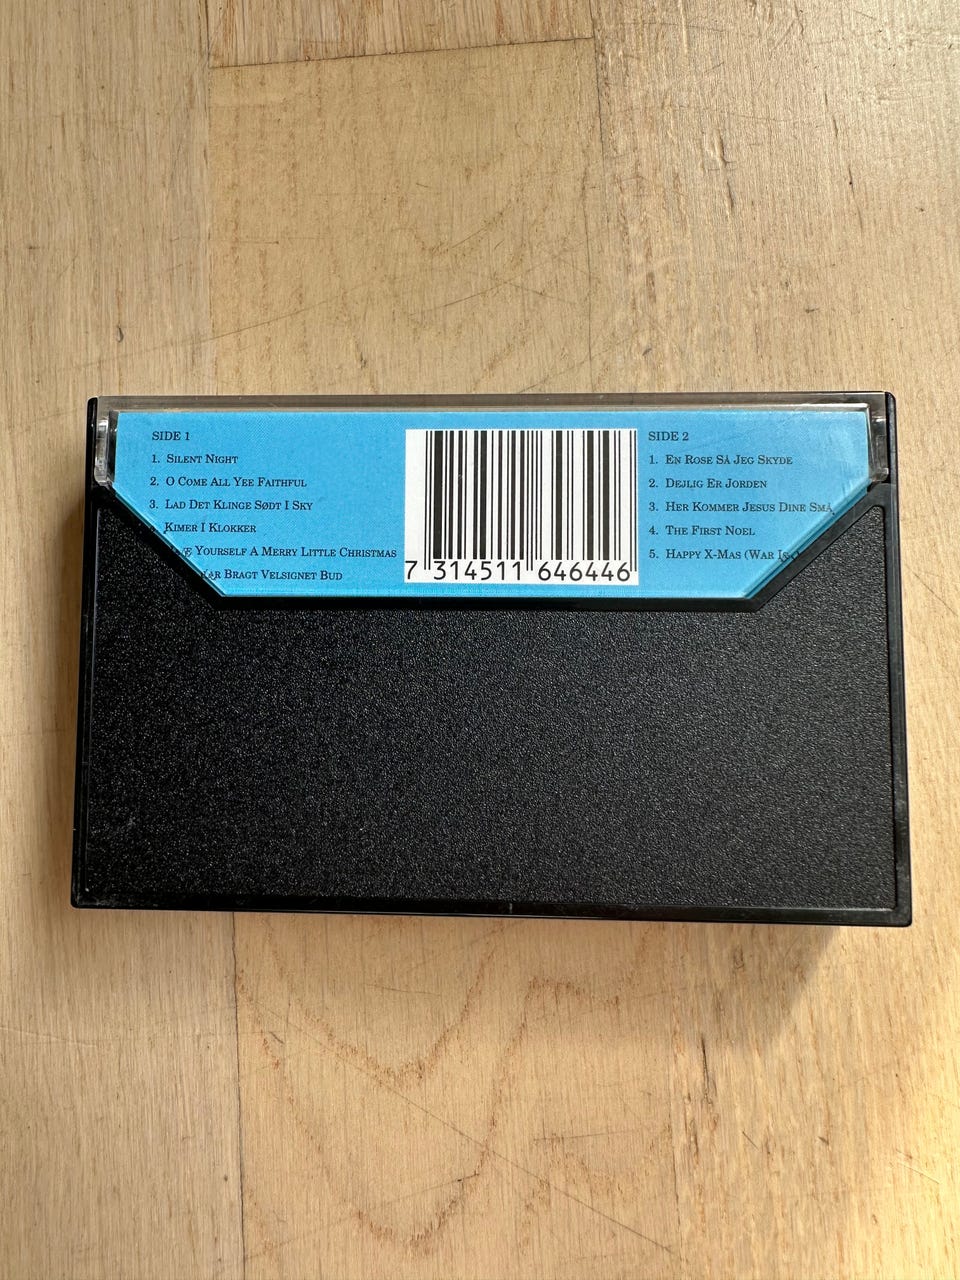 SIDE 1
1. SILENT NIGHT
2. O COME ALL YEE FAITHFUL
3. LAD DET KLINGE SØDT I SKY
KIMER I KLOKKER
YOURSELF A MERRY LITTLE CHRISTMAS
BRAGT VELSIGNET BUD
7 314511 646446
SIDE 2
1. EN ROSE SÅ JEG SKYDE
2. DEJLIG ER JORDEN
3. HER KOMMER JESUS DINE SMÅ
4. THE FIRST NOEL
5. HAPPY X-MAS (WAR